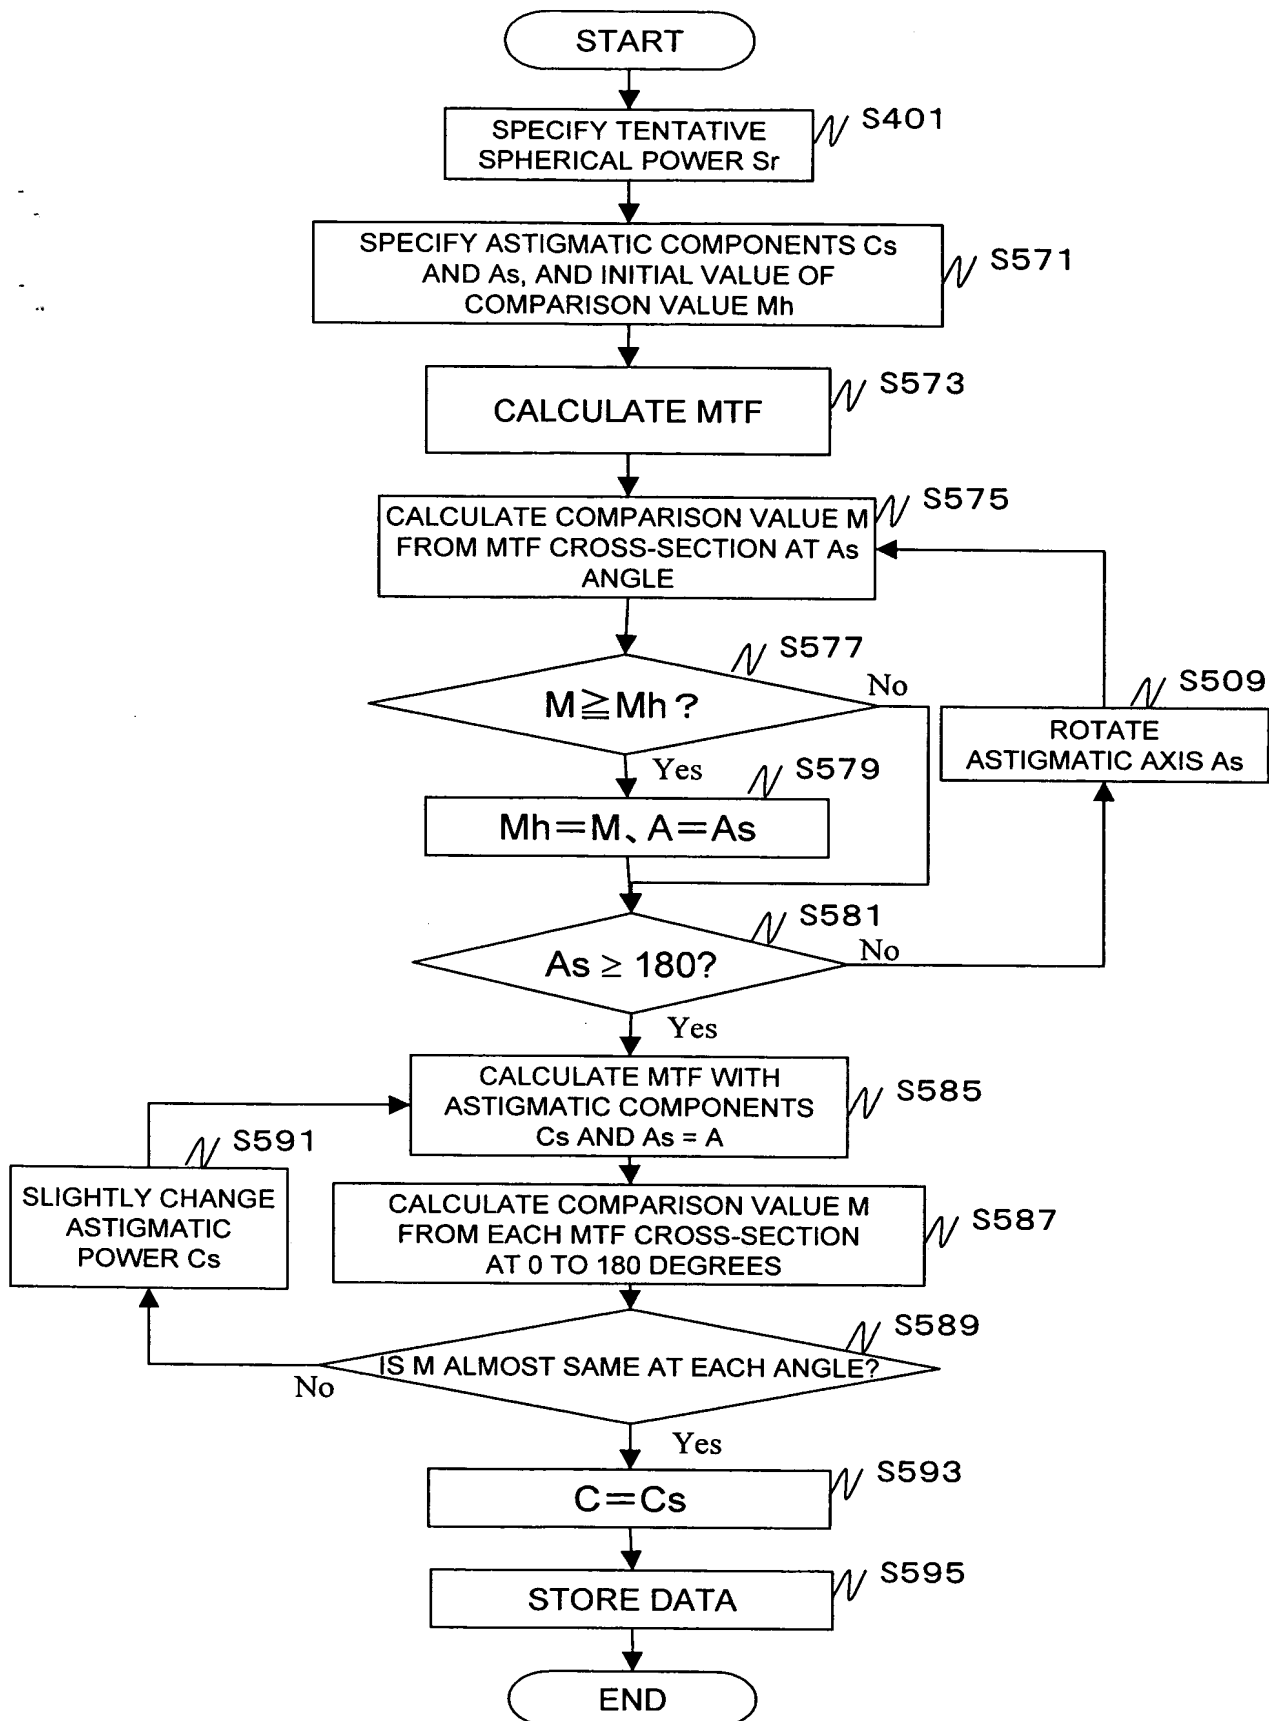 START
S401
SPECIFY TENTATIVE
SPHERICAL POWER Sr
SPECIFY ASTIGMATIC COMPONENTS Cs
AND As, AND INITIAL VALUE OF
COMPARISON VALUE Mh
S571
S573
CALCULATE MTF
S575
CALCULATE COMPARISON VALUE M
FROM MTF CROSS-SECTION AT As
ANGLE
S577
M≧Mh?
No
Yes
S509
ROTATE
ASTIGMATIC AXIS As
S579
Mh=M、A=As
S581
As ≥ 180?
No
Yes
CALCULATE MTF WITH
ASTIGMATIC COMPONENTS
Cs AND As = A
S585
S591
SLIGHTLY CHANGE
ASTIGMATIC
POWER Cs
CALCULATE COMPARISON VALUE M
FROM EACH MTF CROSS-SECTION
AT 0 TO 180 DEGREES
S587
S589
IS M ALMOST SAME AT EACH ANGLE?
No
Yes
S593
C=Cs
S595
STORE DATA
END